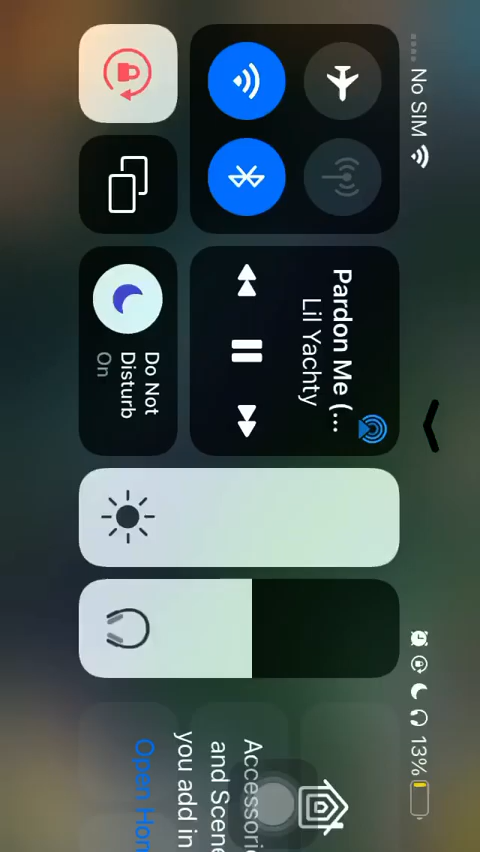 No SIM
13%
Pardon Me (...
Lil Yachty
Do Not
Disturb
On
Accessori
and Scene
you add in
Open Hom